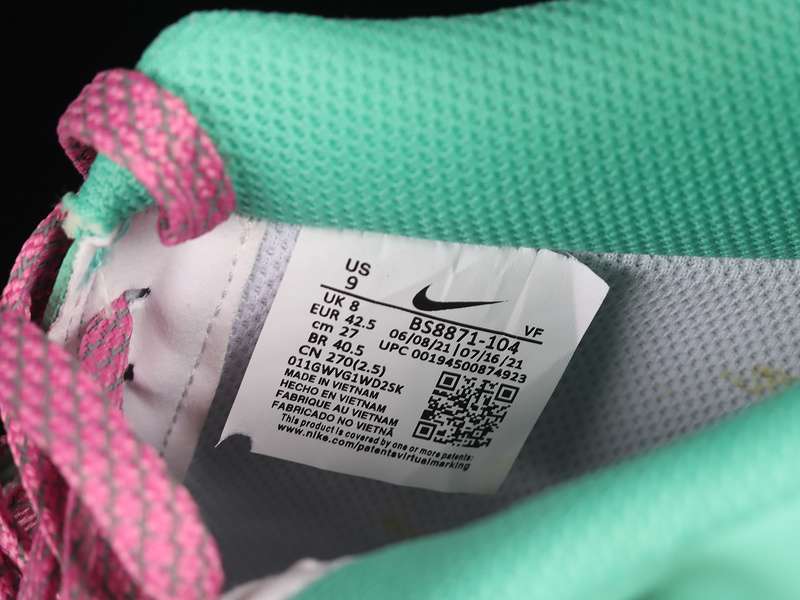 US
9
UK 8
EUR 42.5
cm 27
BR 40.5
CN 270(2.5)
BS8871-104 VF
06/08/21|07/16/21
UPC 00194500874923
011GWVG1WD2SK
MADE IN VIETNAM
HECHO EN VIETNAM
FABRIQUE AU VIETNAM
FABRICADO NO VIETNÃ
This product is covered by one or more patents:
www.nike.com/patentsvirtualmarking